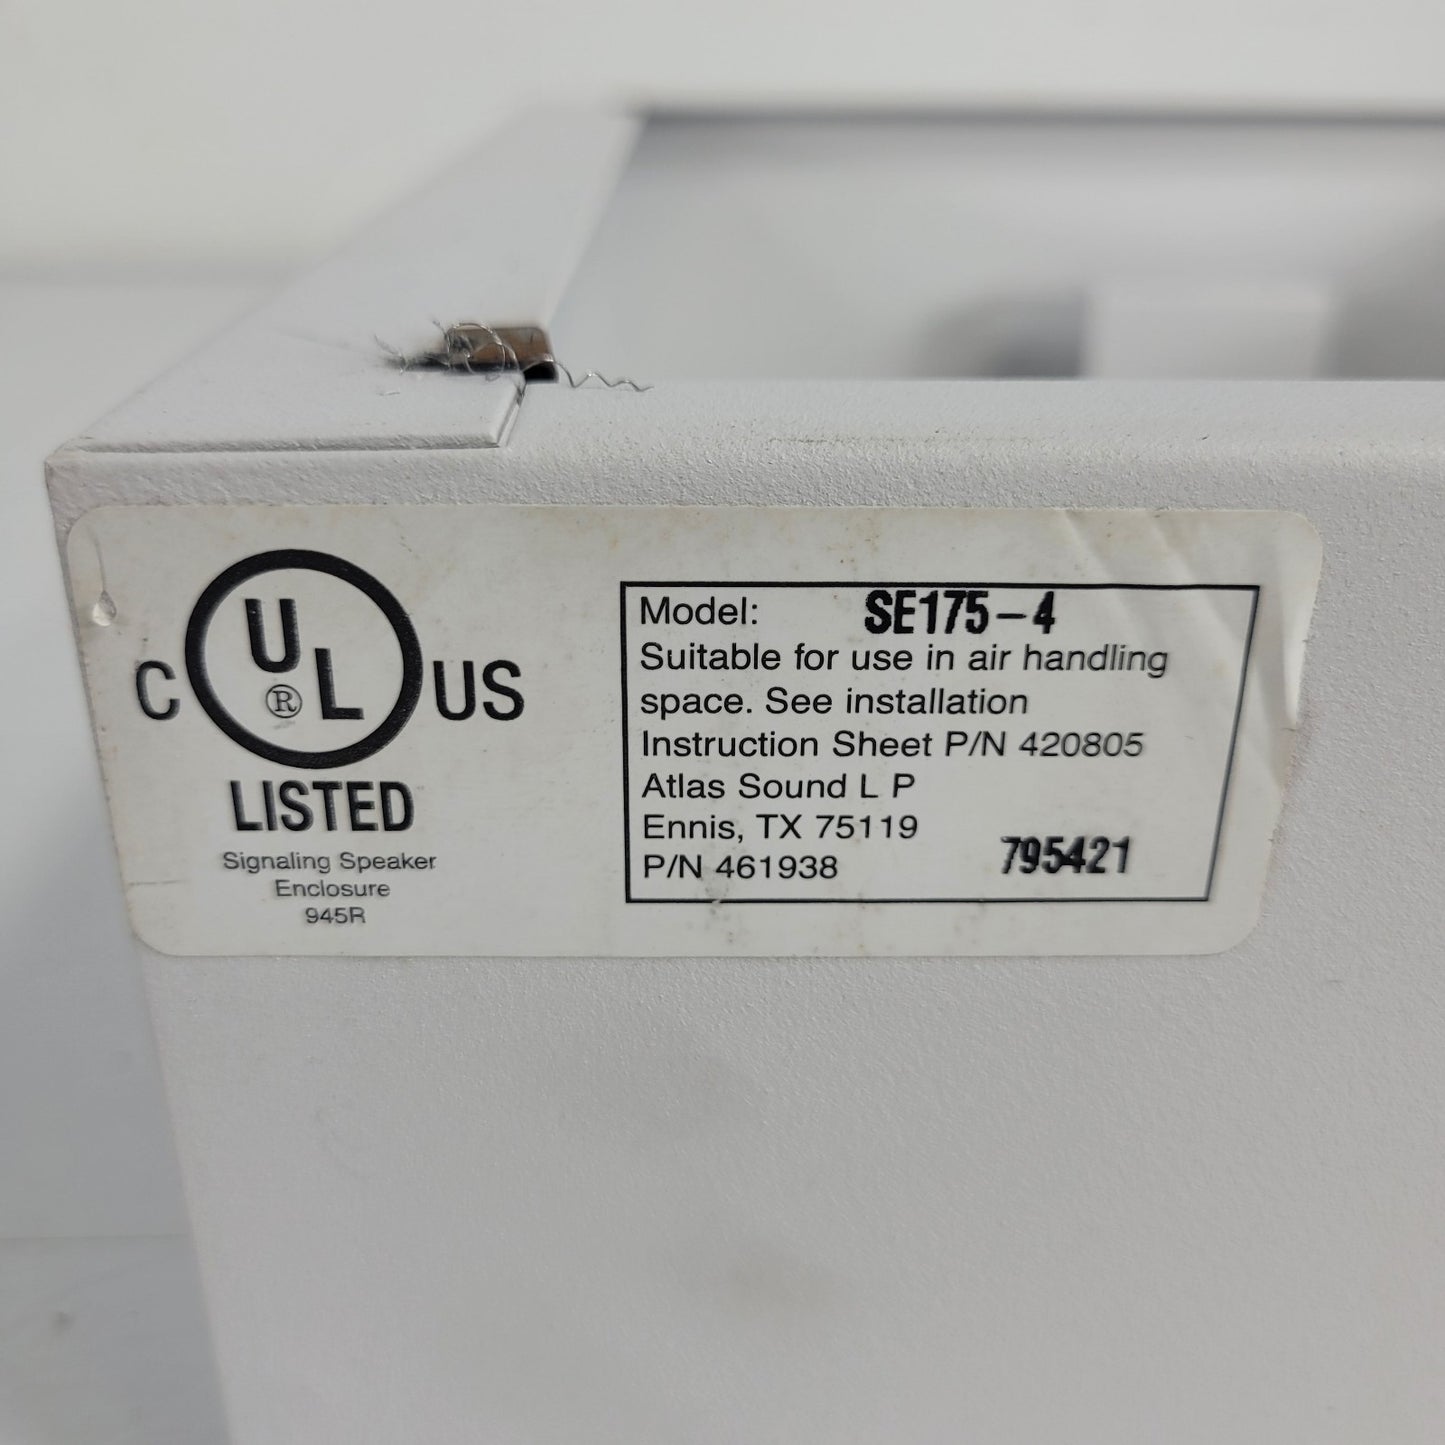 C UL ® US
LISTED
Signaling Speaker
Enclosure
945R
Model: SE175-4
Suitable for use in air handling
space. See installation
Instruction Sheet P/N 420805
Atlas Sound L P
Ennis, TX 75119
P/N 461938 795421